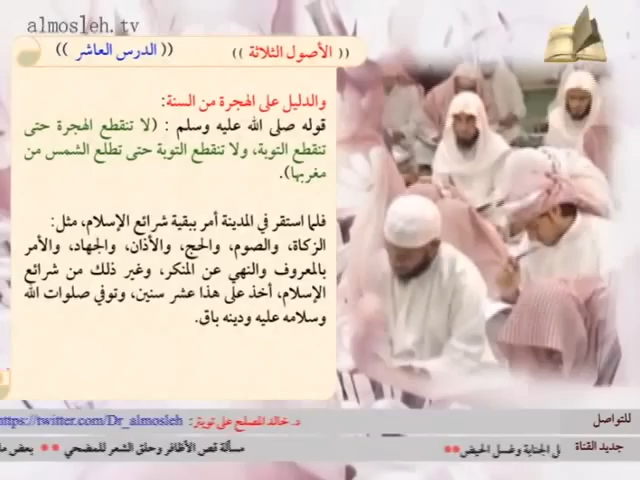 almosleh.tv
(( الأصول الثلاثة ))
(( الدرس العاشر ))
والدليل على الهجرة من السنة:
قوله صلى الله عليه وسلم : (لا تنقطع الهجرة حتى
تنقطع التوبة، ولا تنقطع التوبة حتى تطلع الشمس من
مغربها).
فلما استقر في المدينة أمر ببقية شرائع الإسلام، مثل:
الزكاة، والصوم، والحج، والأذان، والجهاد، والأمر
بالمعروف والنهي عن المنكر، وغير ذلك من شرائع
الإسلام، أخذ على هذا عشر سنين، وتوفي صلوات الله
وسلامه عليه ودينه باق.
للتواصل
د. خالد المصلح على تويتر: https://twitter.com/Dr_almosleh
جديد القناة
الجنابة وغسل الحيض ** مسألة قص الأظافر وحلق الشعر للمضحي ** بعض